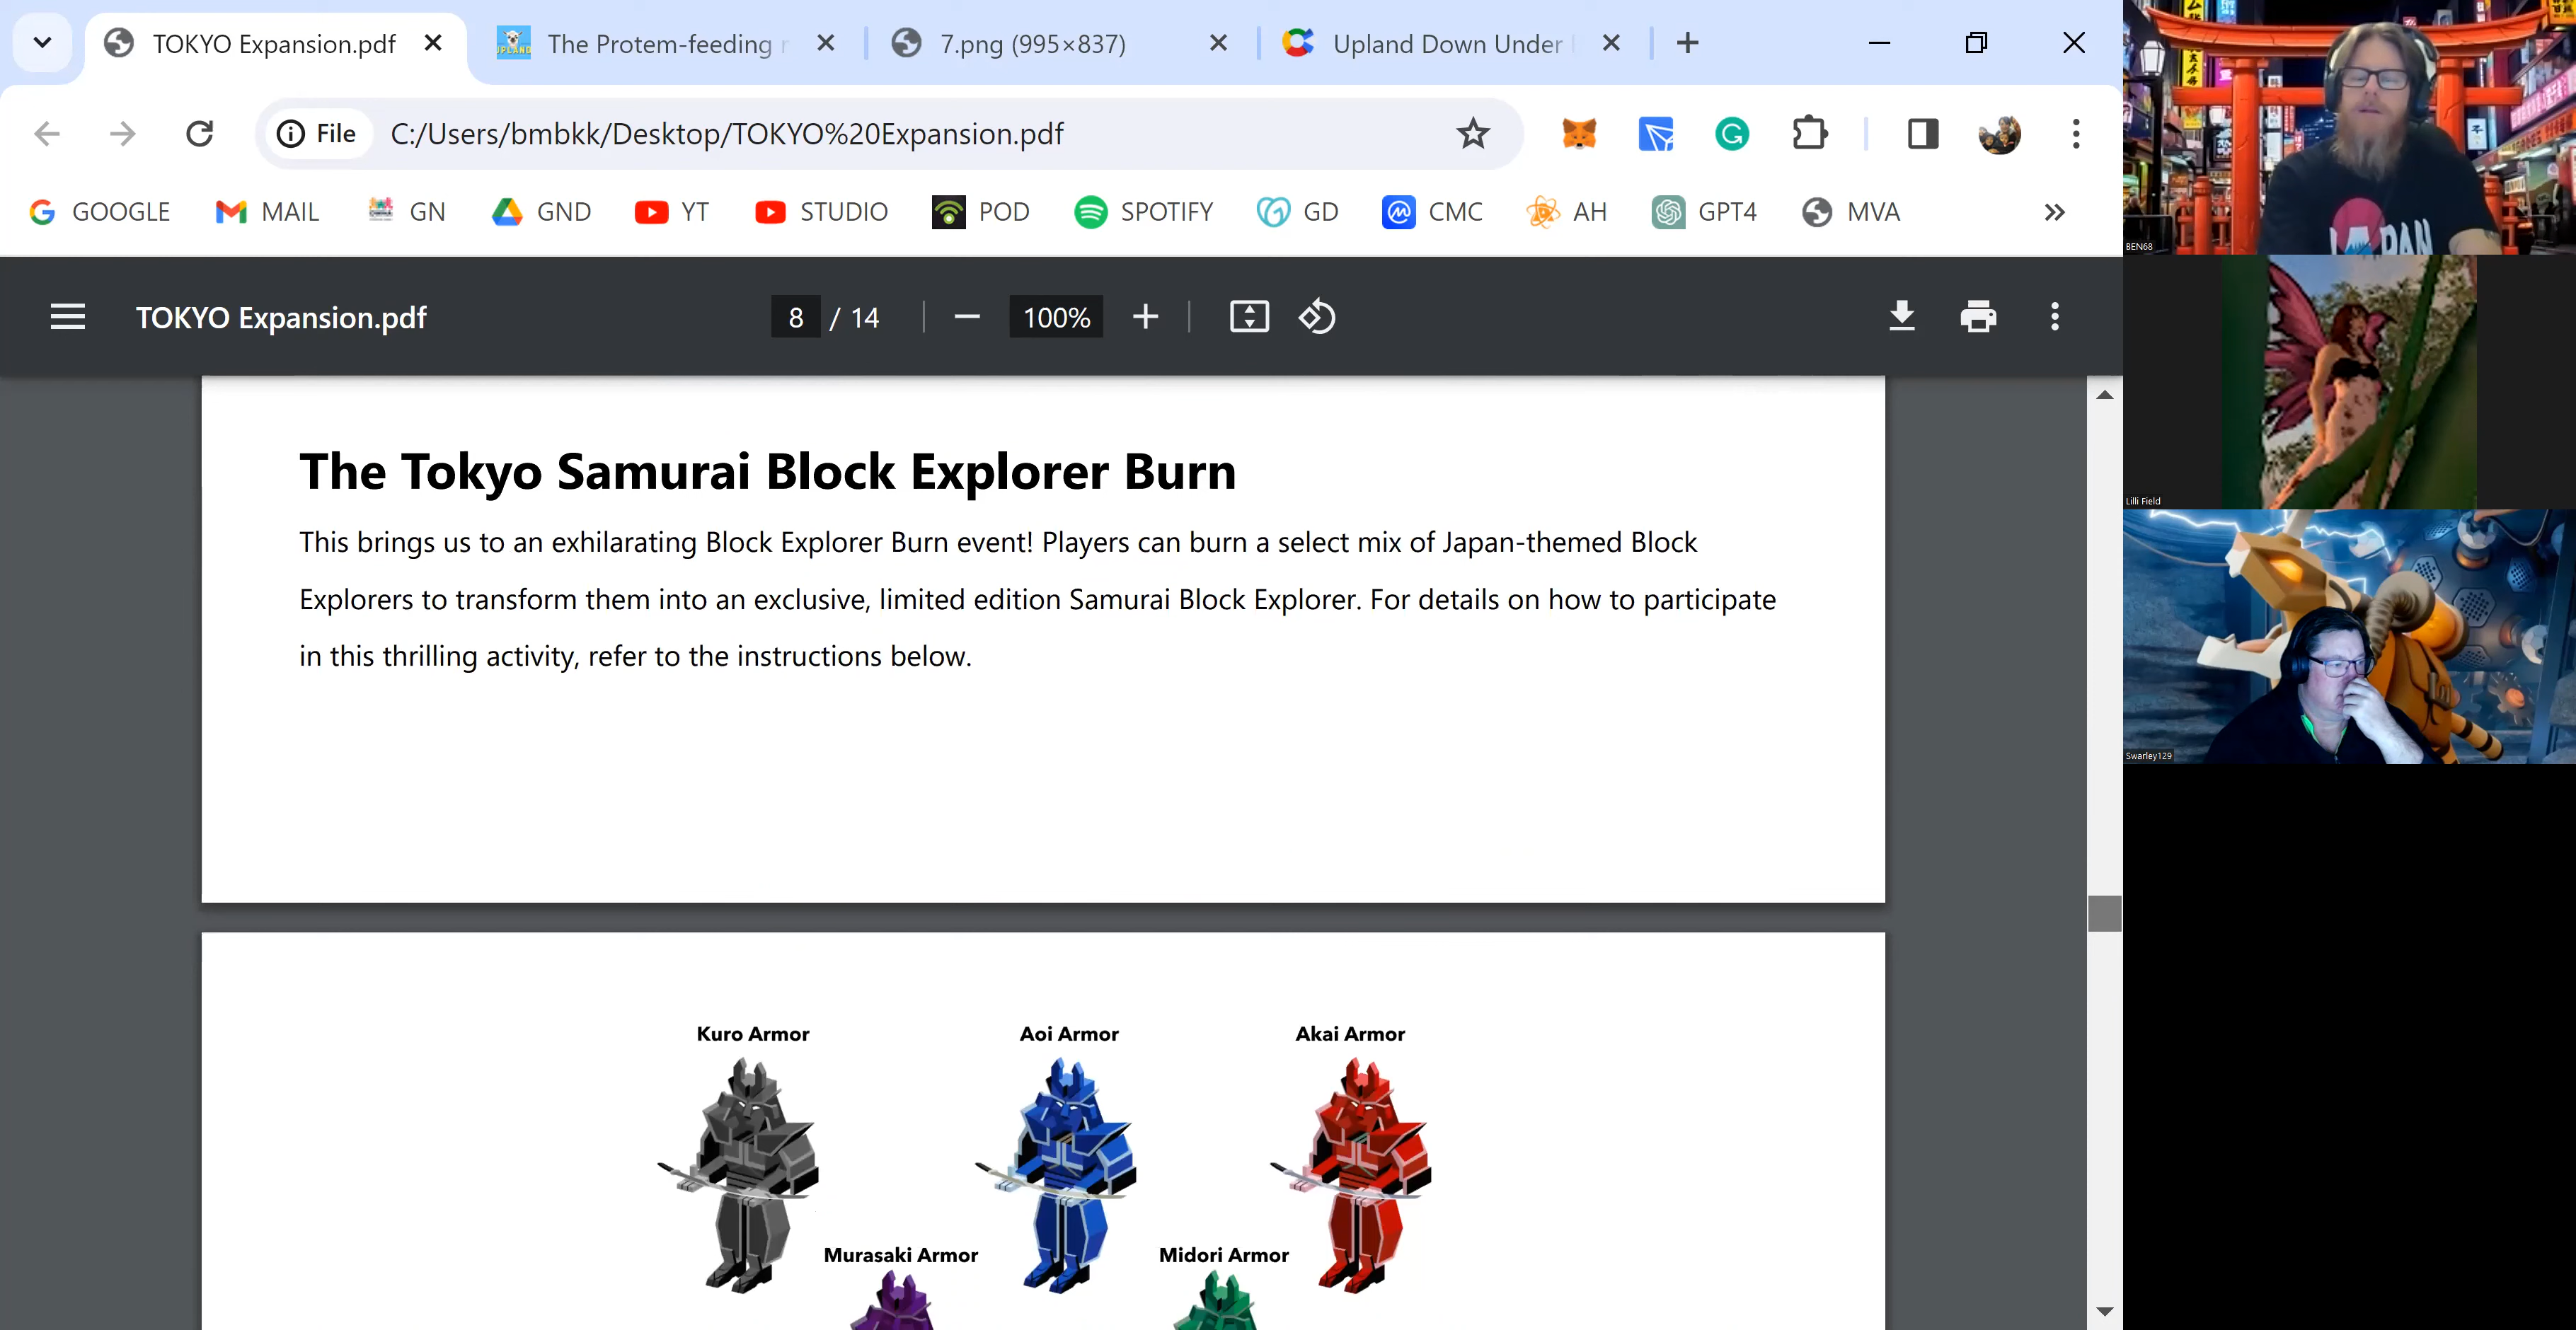 TOKYO Expansion.pdf
The Protem-feeding r
7.png (995×837)
Upland Down Under
File
C:/Users/bmbkk/Desktop/TOKYO%20Expansion.pdf
GOOGLE
MAIL
GN
GND
YT
STUDIO
POD
SPOTIFY
GD
CMC
AH
GPT4
MVA
TOKYO Expansion.pdf
8 / 14
100%
JAPAN
BEN68
Lilli Field
Swarley129
The Tokyo Samurai Block Explorer Burn
This brings us to an exhilarating Block Explorer Burn event! Players can burn a select mix of Japan-themed Block
Explorers to transform them into an exclusive, limited edition Samurai Block Explorer. For details on how to participate
in this thrilling activity, refer to the instructions below.
Kuro Armor
Aoi Armor
Akai Armor
Murasaki Armor
Midori Armor